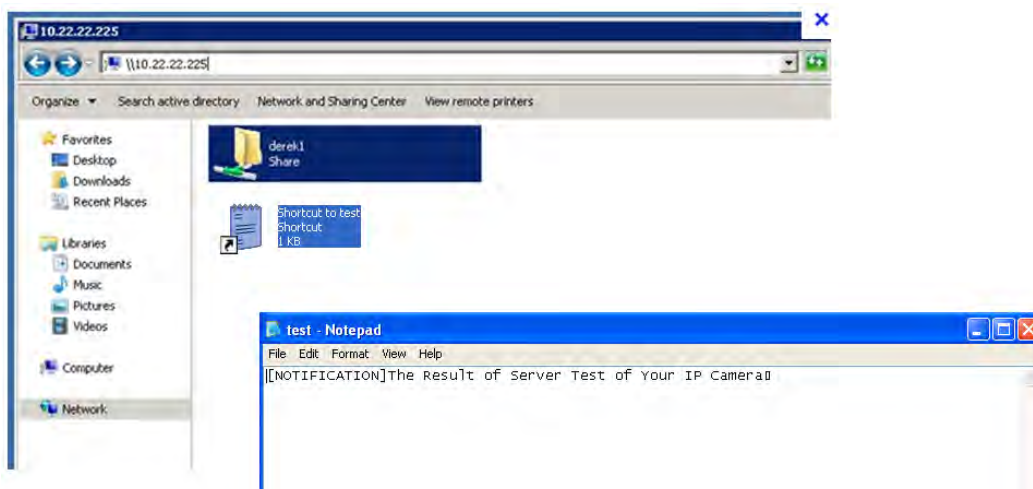 10.22.22.225
\\10.22.22.225
Organize Search active directory Network and Sharing Center View remote printers
Favorites
Desktop
Downloads
Recent Places
Libraries
Documents
Music
Pictures
Videos
Computer
Network
derek1
Share
Shortcut to test
Shortcut
1 KB
test - Notepad
File Edit Format View Help
[NOTIFICATION]The Result of Server Test of Your IP Camera